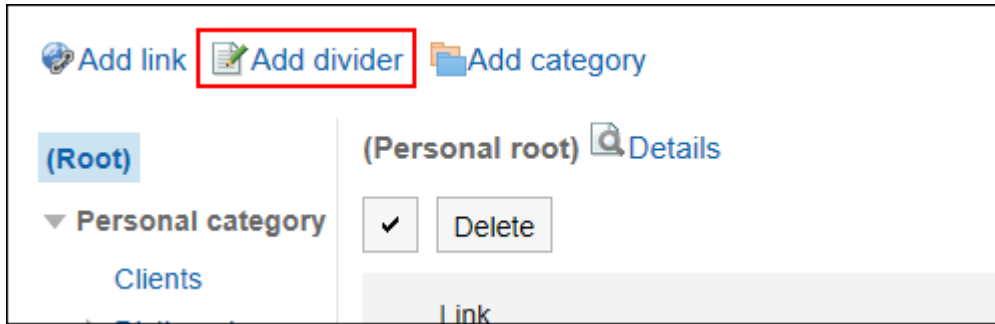 Add link Add divider Add category
(Root)
(Personal root) Details
Personal category
Delete
Clients
Link